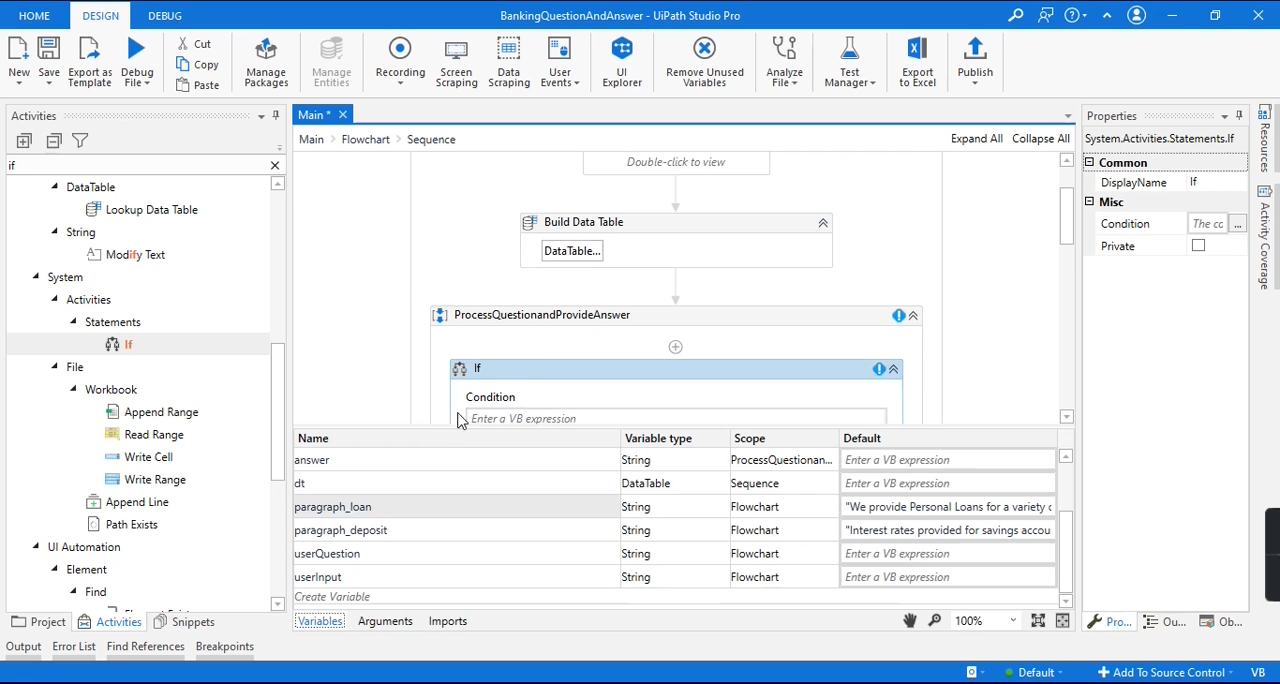 HOME DESIGN DEBUG BankingQuestionAndAnswer - UiPath Studio Pro
New Save Export as Template Debug File Cut Copy Paste Manage Packages Manage Entities Recording Screen Scraping Data Scraping User Events UI Explorer Remove Unused Variables Analyze File Test Manager Export to Excel Publish
Activities
if
DataTable
Lookup Data Table
String
Modify Text
System
Activities
Statements
If
File
Workbook
Append Range
Read Range
Write Cell
Write Range
Append Line
Path Exists
UI Automation
Element
Find
Project Activities Snippets
Main *
Main > Flowchart > Sequence Expand All Collapse All
Double-click to view
Build Data Table
DataTable...
ProcessQuestionandProvideAnswer
If
Condition
Enter a VB expression
Name Variable type Scope Default
answer String ProcessQuestionan... Enter a VB expression
dt DataTable Sequence Enter a VB expression
paragraph_loan String Flowchart "We provide Personal Loans for a variety c
paragraph_deposit String Flowchart "Interest rates provided for savings accou
userQuestion String Flowchart Enter a VB expression
userInput String Flowchart Enter a VB expression
Create Variable
Variables Arguments Imports 100%
Properties
System.Activities.Statements.If
Common
DisplayName If
Misc
Condition The cc ...
Private
Pro... Ou... Ob...
Resources
Activity Coverage
Output Error List Find References Breakpoints
Default Add To Source Control VB